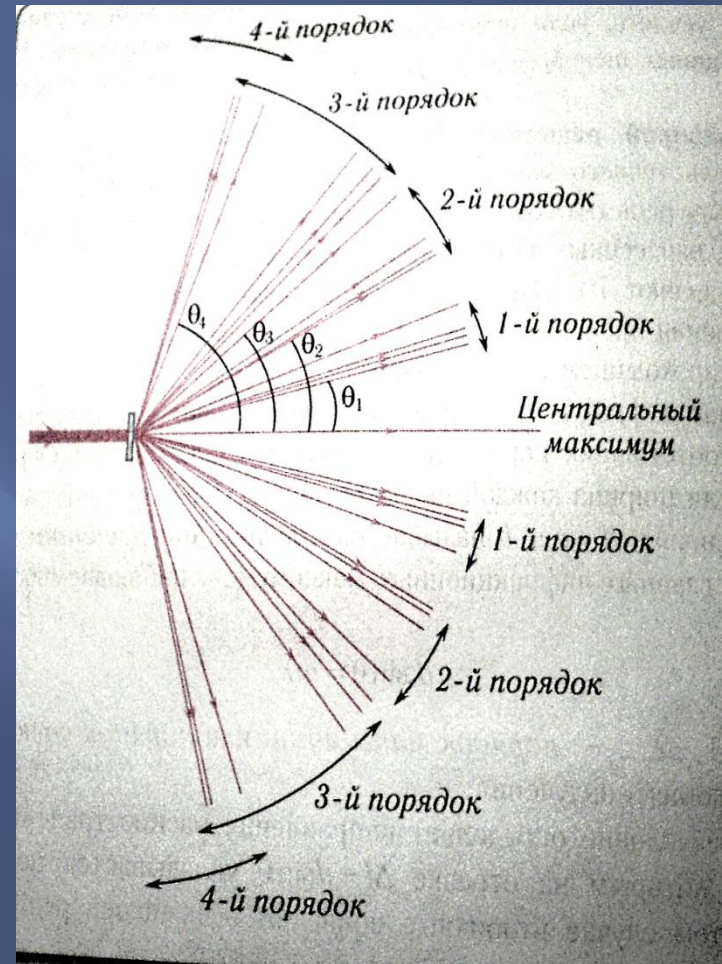 4-й порядок
3-й порядок
2-й порядок
1-й порядок
θ₄
θ₃
θ₂
θ₁
Центральный
максимум
1-й порядок
2-й порядок
3-й порядок
4-й порядок